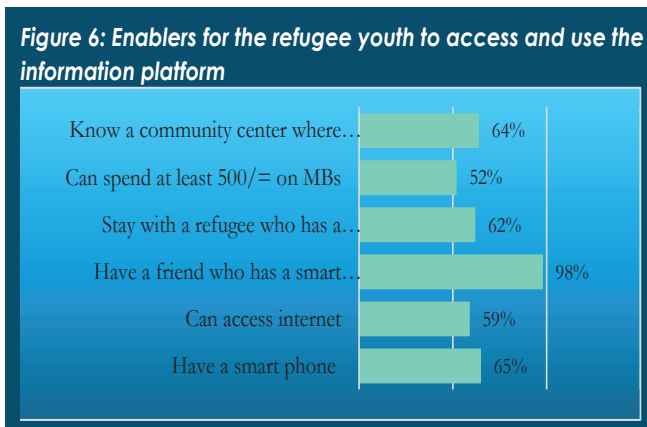 Figure 6: Enablers for the refugee youth to access and use the
information platform
Know a community center where… 64%
Can spend at least 500/= on MBs 52%
Stay with a refugee who has a… 62%
Have a friend who has a smart… 98%
Can access internet 59%
Have a smart phone 65%